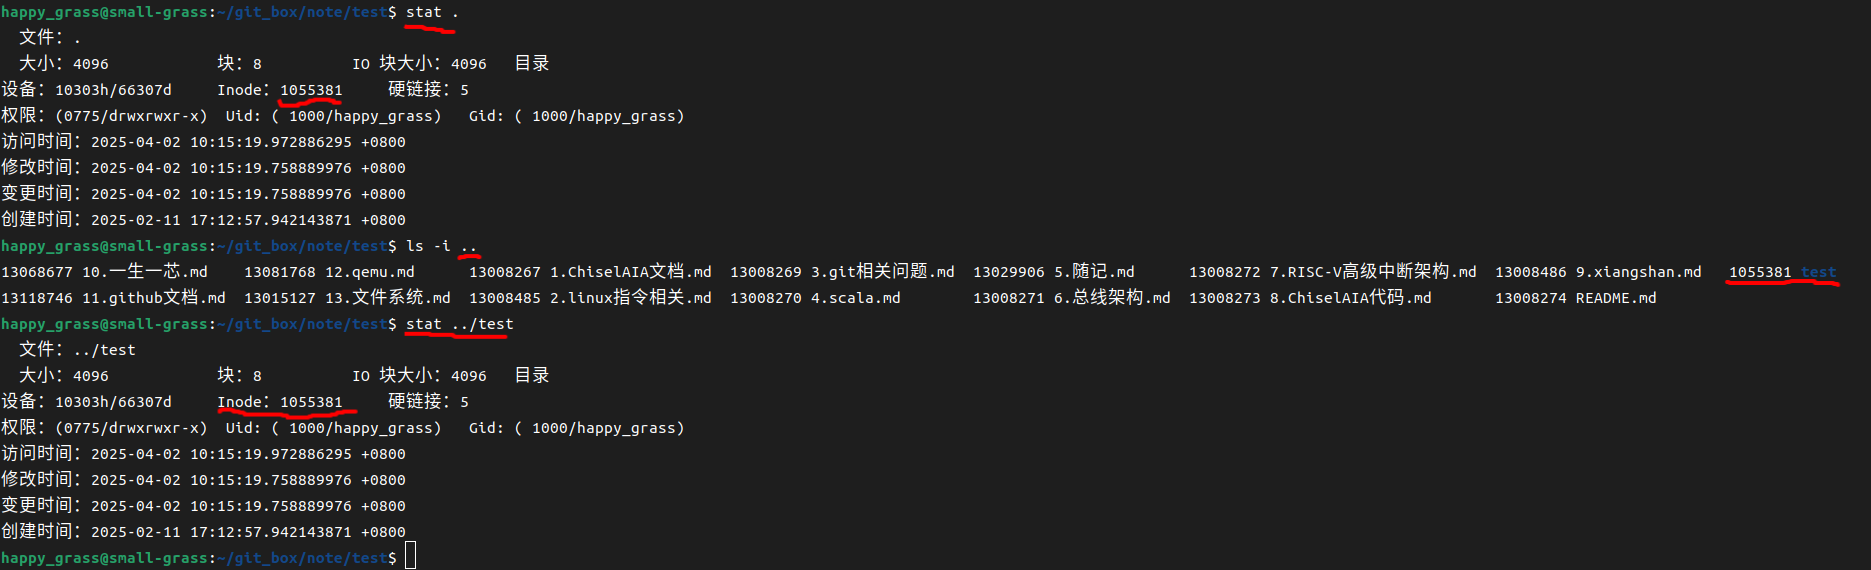 happy_grass@small-grass:~/git_box/note/test$ stat .
文件：.
大小：4096 块：8 IO 块大小：4096 目录
设备：10303h/66307d Inode：1055381 硬链接：5
权限：(0775/drwxrwxr-x) Uid：( 1000/happy_grass) Gid：( 1000/happy_grass)
访问时间：2025-04-02 10:15:19.972886295 +0800
修改时间：2025-04-02 10:15:19.758889976 +0800
变更时间：2025-04-02 10:15:19.758889976 +0800
创建时间：2025-02-11 17:12:57.942143871 +0800
happy_grass@small-grass:~/git_box/note/test$ ls -i ..
13068677 10.一生一芯.md 13081768 12.qemu.md 13008267 1.ChiselAIA文档.md 13008269 3.git相关问题.md 13029906 5.随记.md 13008272 7.RISC-V高级中断架构.md 13008486 9.xiangshan.md 1055381 test
13118746 11.github文档.md 13015127 13.文件系统.md 13008485 2.linux指令相关.md 13008270 4.scala.md 13008271 6.总线架构.md 13008273 8.ChiselAIA代码.md 13008274 README.md
happy_grass@small-grass:~/git_box/note/test$ stat ../test
文件：../test
大小：4096 块：8 IO 块大小：4096 目录
设备：10303h/66307d Inode：1055381 硬链接：5
权限：(0775/drwxrwxr-x) Uid：( 1000/happy_grass) Gid：( 1000/happy_grass)
访问时间：2025-04-02 10:15:19.972886295 +0800
修改时间：2025-04-02 10:15:19.758889976 +0800
变更时间：2025-04-02 10:15:19.758889976 +0800
创建时间：2025-02-11 17:12:57.942143871 +0800
happy_grass@small-grass:~/git_box/note/test$